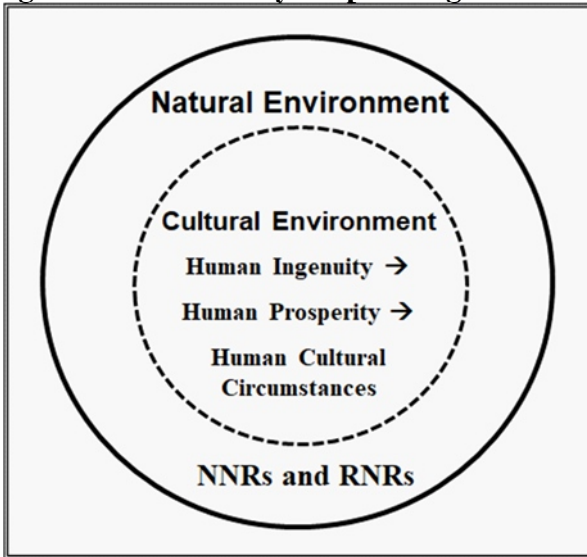 Natural Environment
Cultural Environment
Human Ingenuity →
Human Prosperity →
Human Cultural
Circumstances
NNRs and RNRs